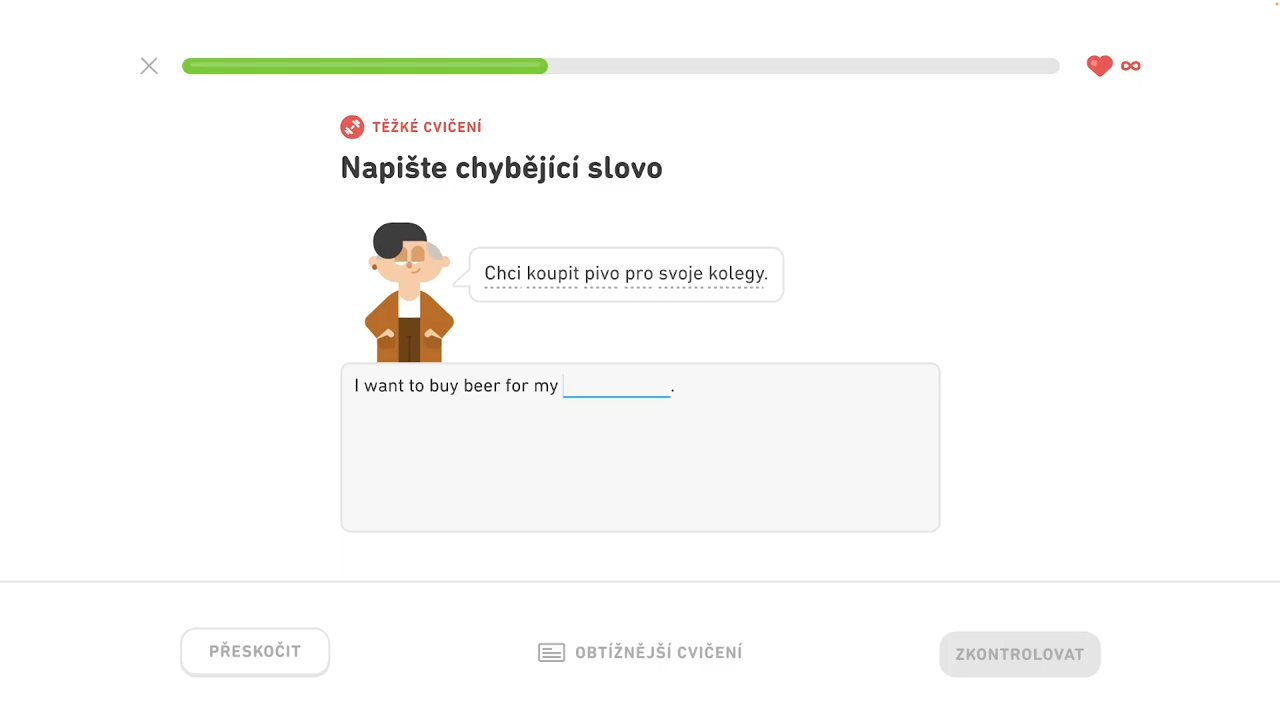 ∞
TĚŽKÉ CVIČENÍ
Napište chybějící slovo
Chci koupit pivo pro svoje kolegy.
I want to buy beer for my .
PŘESKOČIT
OBTÍŽNĚJŠÍ CVIČENÍ
ZKONTROLOVAT